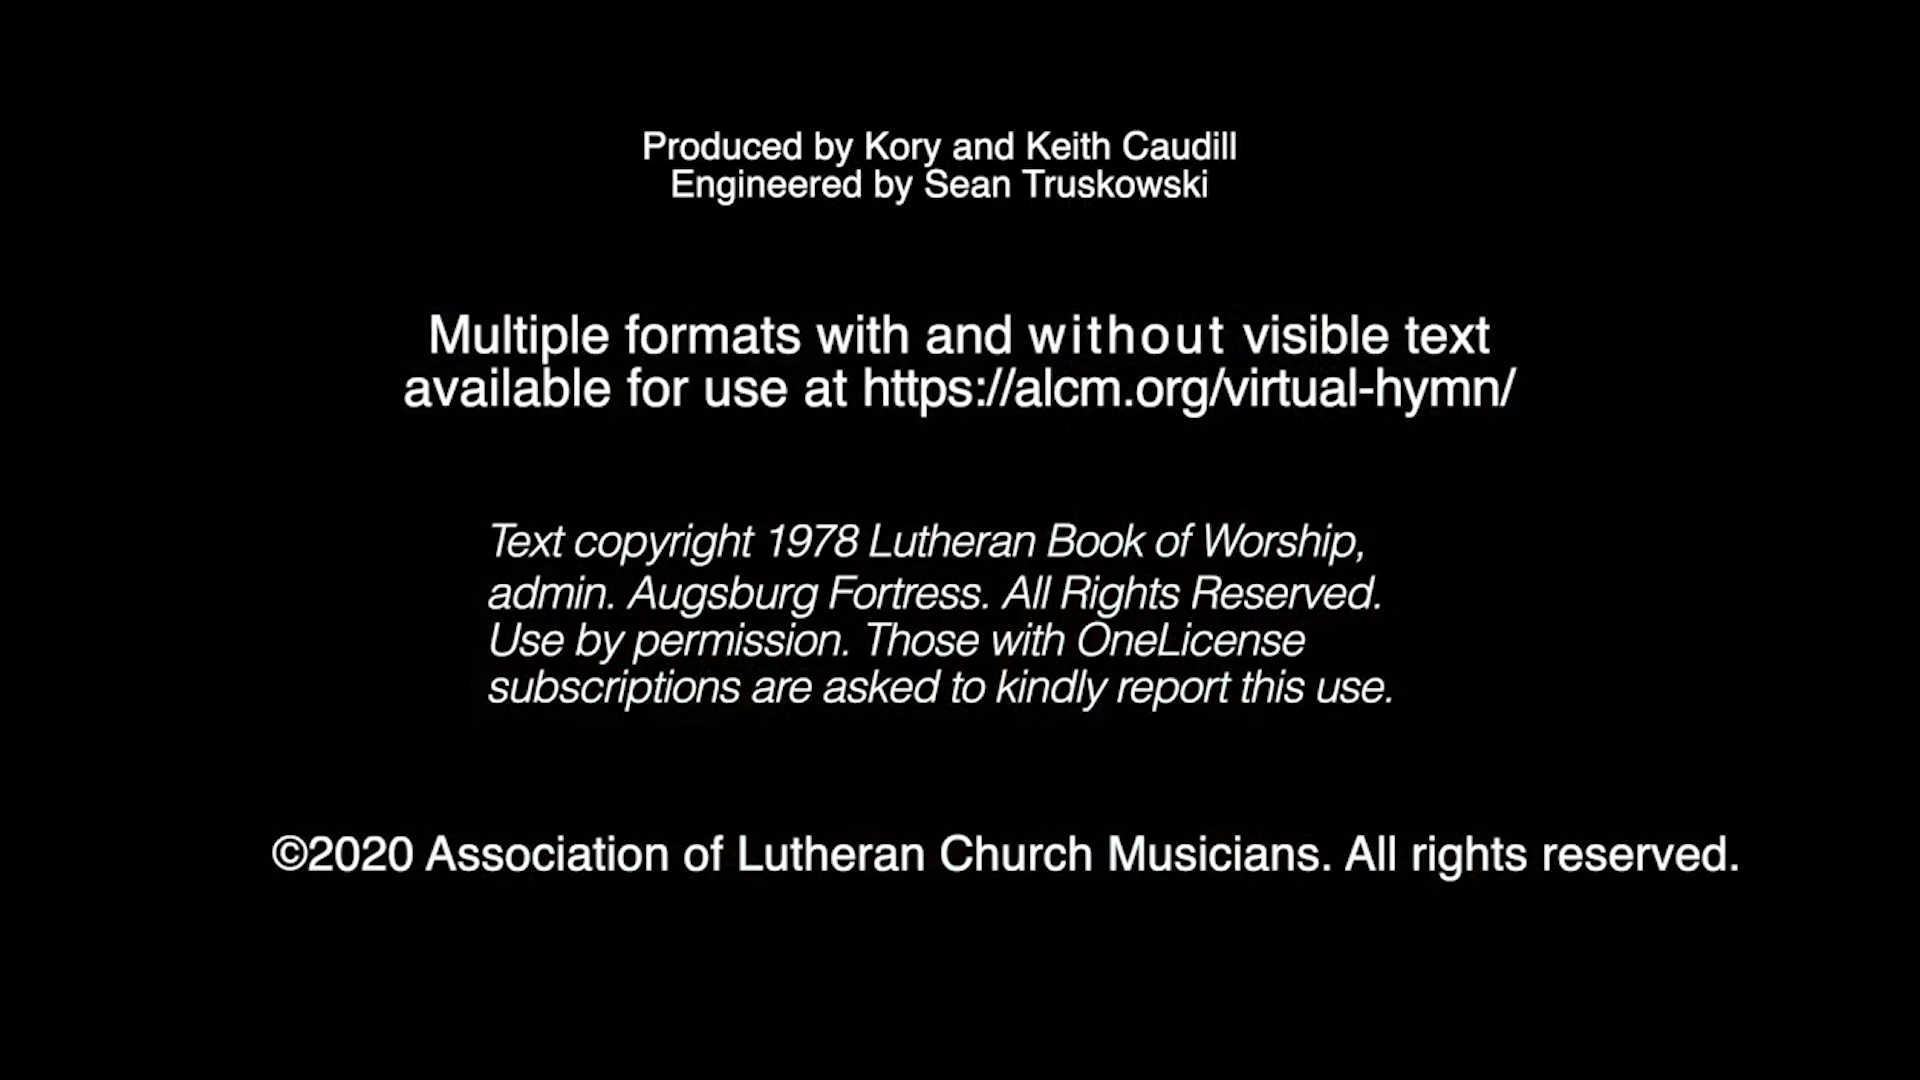 Produced by Kory and Keith Caudill
Engineered by Sean Truskowski
Multiple formats with and without visible text
available for use at https://alcm.org/virtual-hymn/
Text copyright 1978 Lutheran Book of Worship,
admin. Augsburg Fortress. All Rights Reserved.
Use by permission. Those with OneLicense
subscriptions are asked to kindly report this use.
©2020 Association of Lutheran Church Musicians. All rights reserved.